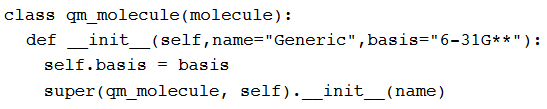 class qm_molecule(molecule):
  def __init__(self,name="Generic",basis="6-31G**"):
    self.basis = basis
    super(qm_molecule, self).__init__(name)